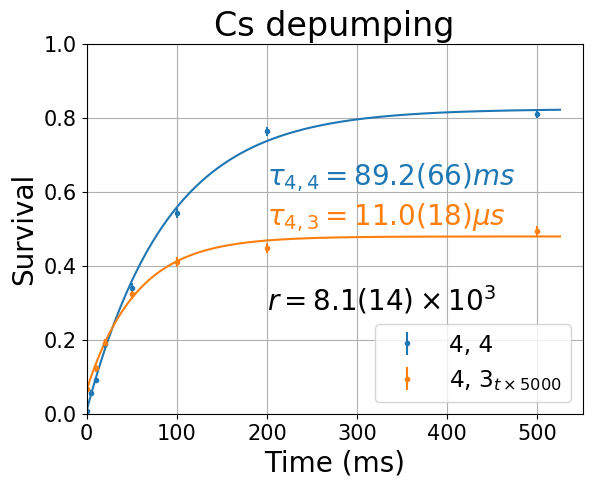 Cs depumping
Survival
1.0
0.8
0.6
0.4
0.2
0.0
τ4,4 = 89.2(66)ms
τ4,3 = 11.0(18)μs
r = 8.1(14) × 10³
4, 4
4, 3t×5000
0 100 200 300 400 500
Time (ms)